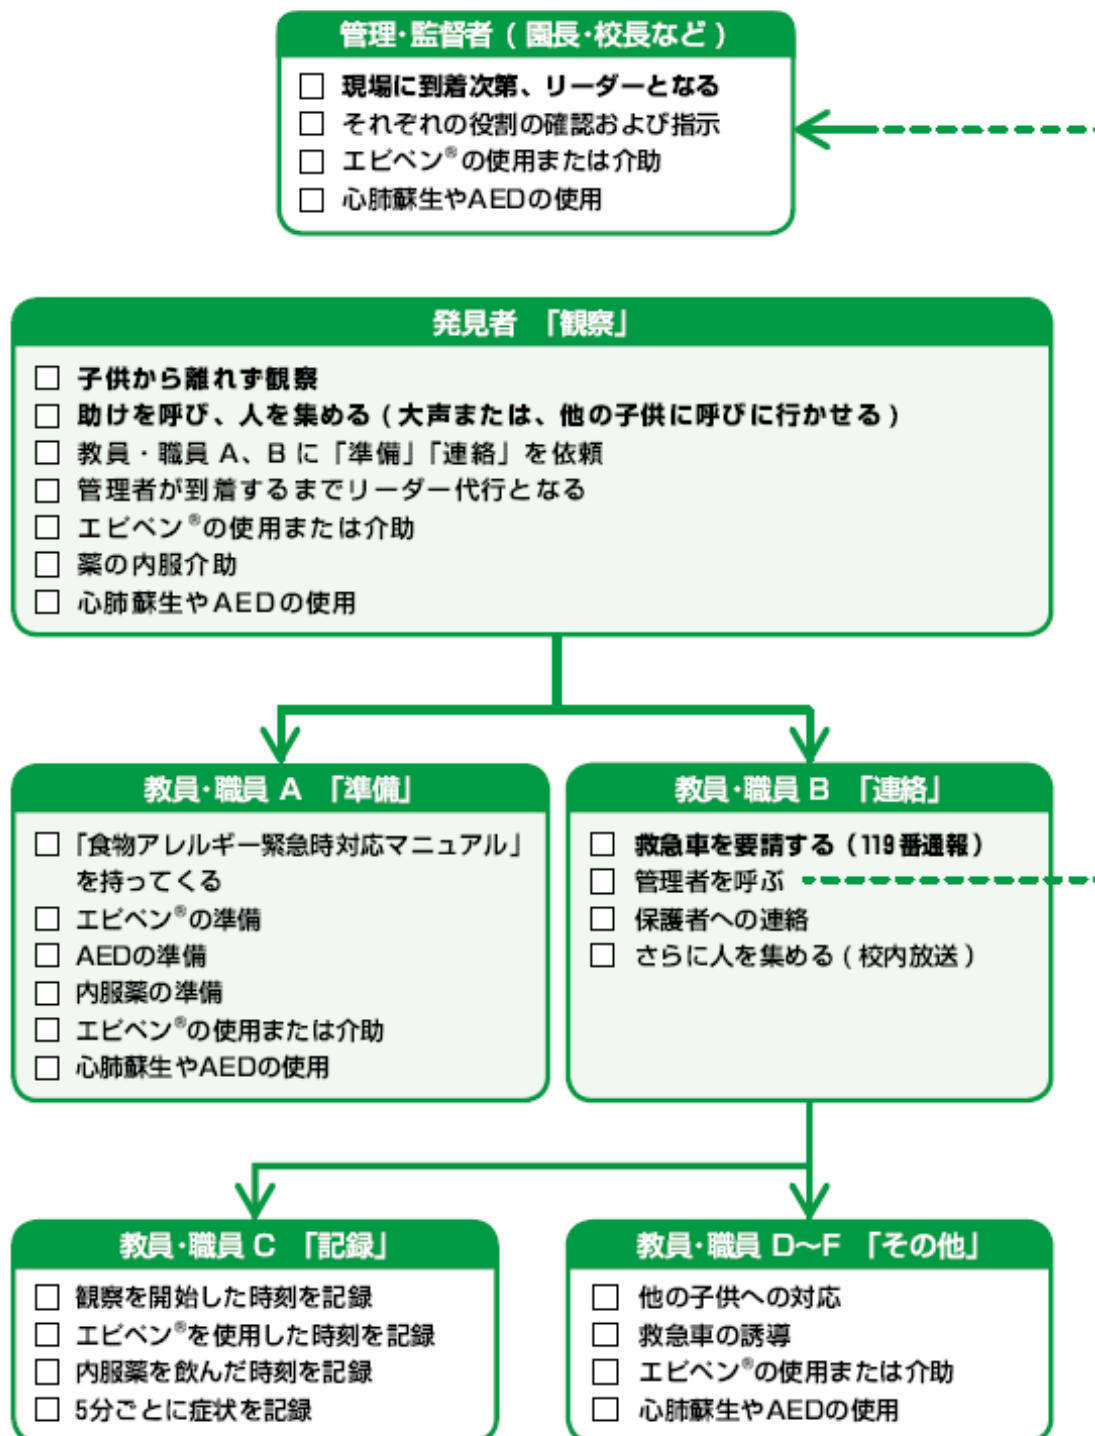 管理・監督者 ( 園長・校長など )
□ 現場に到着次第、リーダーとなる
□ それぞれの役割の確認および指示
□ エピペン®の使用または介助
□ 心肺蘇生やAEDの使用
発見者 「観察」
□ 子供から離れず観察
□ 助けを呼び、人を集める ( 大声または、他の子供に呼びに行かせる )
□ 教員・職員 A、B に「準備」「連絡」を依頼
□ 管理者が到着するまでリーダー代行となる
□ エピペン®の使用または介助
□ 薬の内服介助
□ 心肺蘇生やAEDの使用
教員・職員 A 「準備」
□ 「食物アレルギー緊急時対応マニュアル」
を持ってくる
□ エピペン®の準備
□ AEDの準備
□ 内服薬の準備
□ エピペン®の使用または介助
□ 心肺蘇生やAEDの使用
教員・職員 B 「連絡」
□ 救急車を要請する ( 119番通報 )
□ 管理者を呼ぶ
□ 保護者への連絡
□ さらに人を集める ( 校内放送 )
教員・職員 C 「記録」
□ 観察を開始した時刻を記録
□ エピペン®を使用した時刻を記録
□ 内服薬を飲んだ時刻を記録
□ 5分ごとに症状を記録
教員・職員 D〜F 「その他」
□ 他の子供への対応
□ 救急車の誘導
□ エピペン®の使用または介助
□ 心肺蘇生やAEDの使用